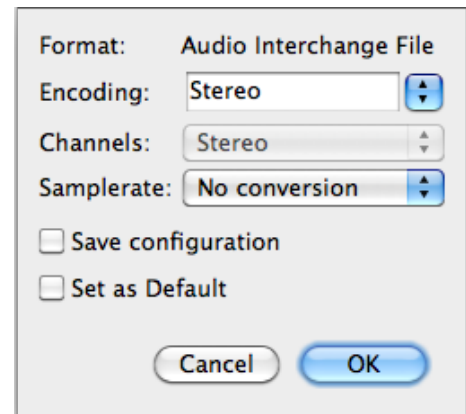 Format: Audio Interchange File
Encoding: Stereo
Channels: Stereo
Samplerate: No conversion
Save configuration
Set as Default
Cancel OK